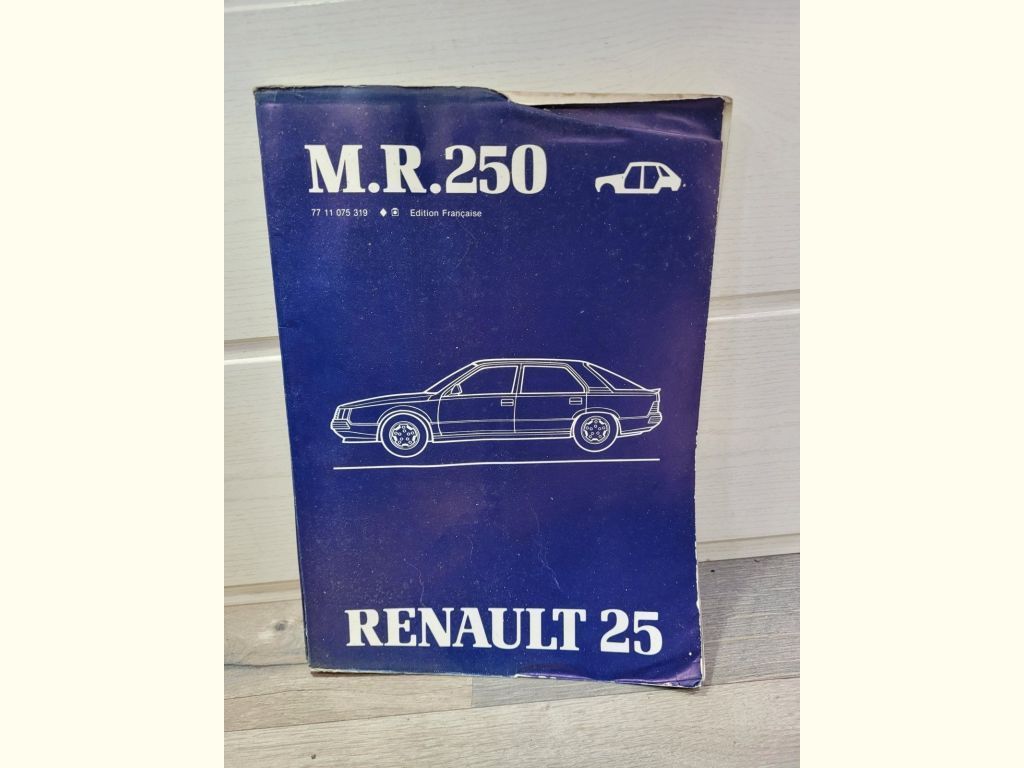 M.R.250
77 11 075 319 ♦ Edition Française
RENAULT 25